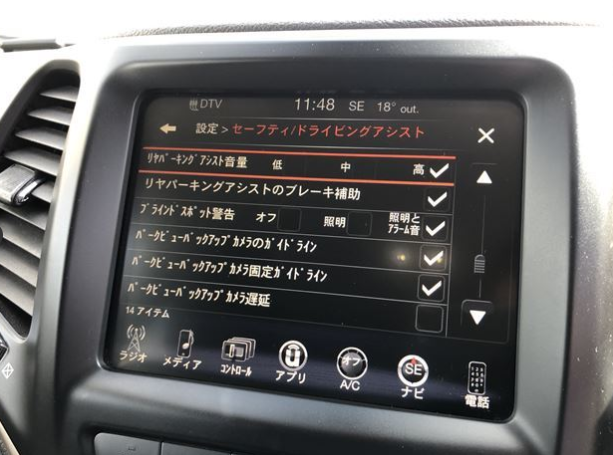 DTV 11:48 SE 18° out.
設定 > セーフティ/ドライビングアシスト
リヤパーキングアシスト音量 低 中 高
リヤパーキングアシストのブレーキ補助
ブラインドスポット警告 オフ 照明 照明とアラーム音
パークビューバックアップカメラのガイドライン
パークビューバックアップカメラ固定ガイドライン
パークビューバックアップカメラ遅延
14 アイテム
ラジオ メディア コントロール アプリ オフ A/C SE ナビ 電話